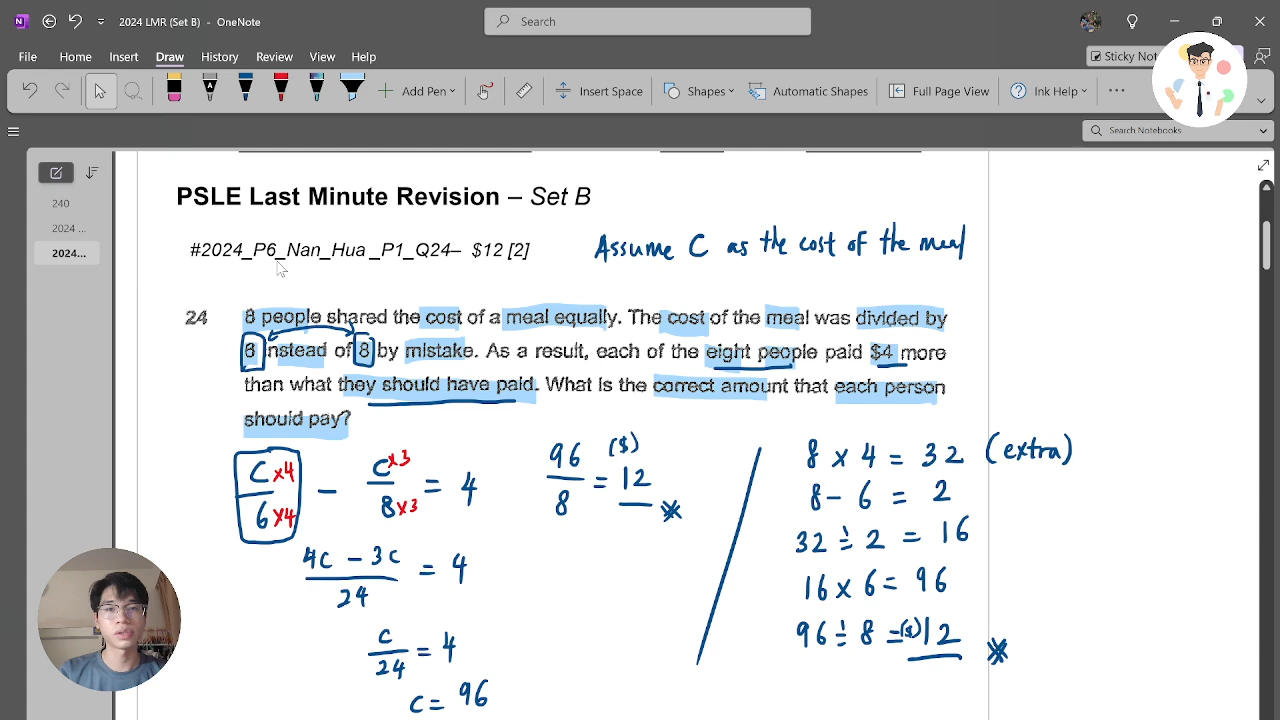 2024 LMR (Set B) - OneNote
Search
File Home Insert Draw History Review View Help
Sticky Notes
Add Pen
Insert Space
Shapes
Automatic Shapes
Full Page View
Ink Help
Search Notebooks
240
2024 ...
2024...
PSLE Last Minute Revision – Set B
#2024_P6_Nan_Hua _P1_Q24– $12 [2]
Assume C as the cost of the meal
24 8 people shared the cost of a meal equally. The cost of the meal was divided by
6 instead of 8 by mistake. As a result, each of the eight people paid $4 more
than what they should have paid. What is the correct amount that each person
should pay?
C×4/6×4 − C×3/8×3 = 4
4C − 3C/24 = 4
C/24 = 4
C = 96
96/8 = ($) 12
8 × 4 = 32 (extra)
8 − 6 = 2
32 ÷ 2 = 16
16 × 6 = 96
96 ÷ 8 = ($) 12